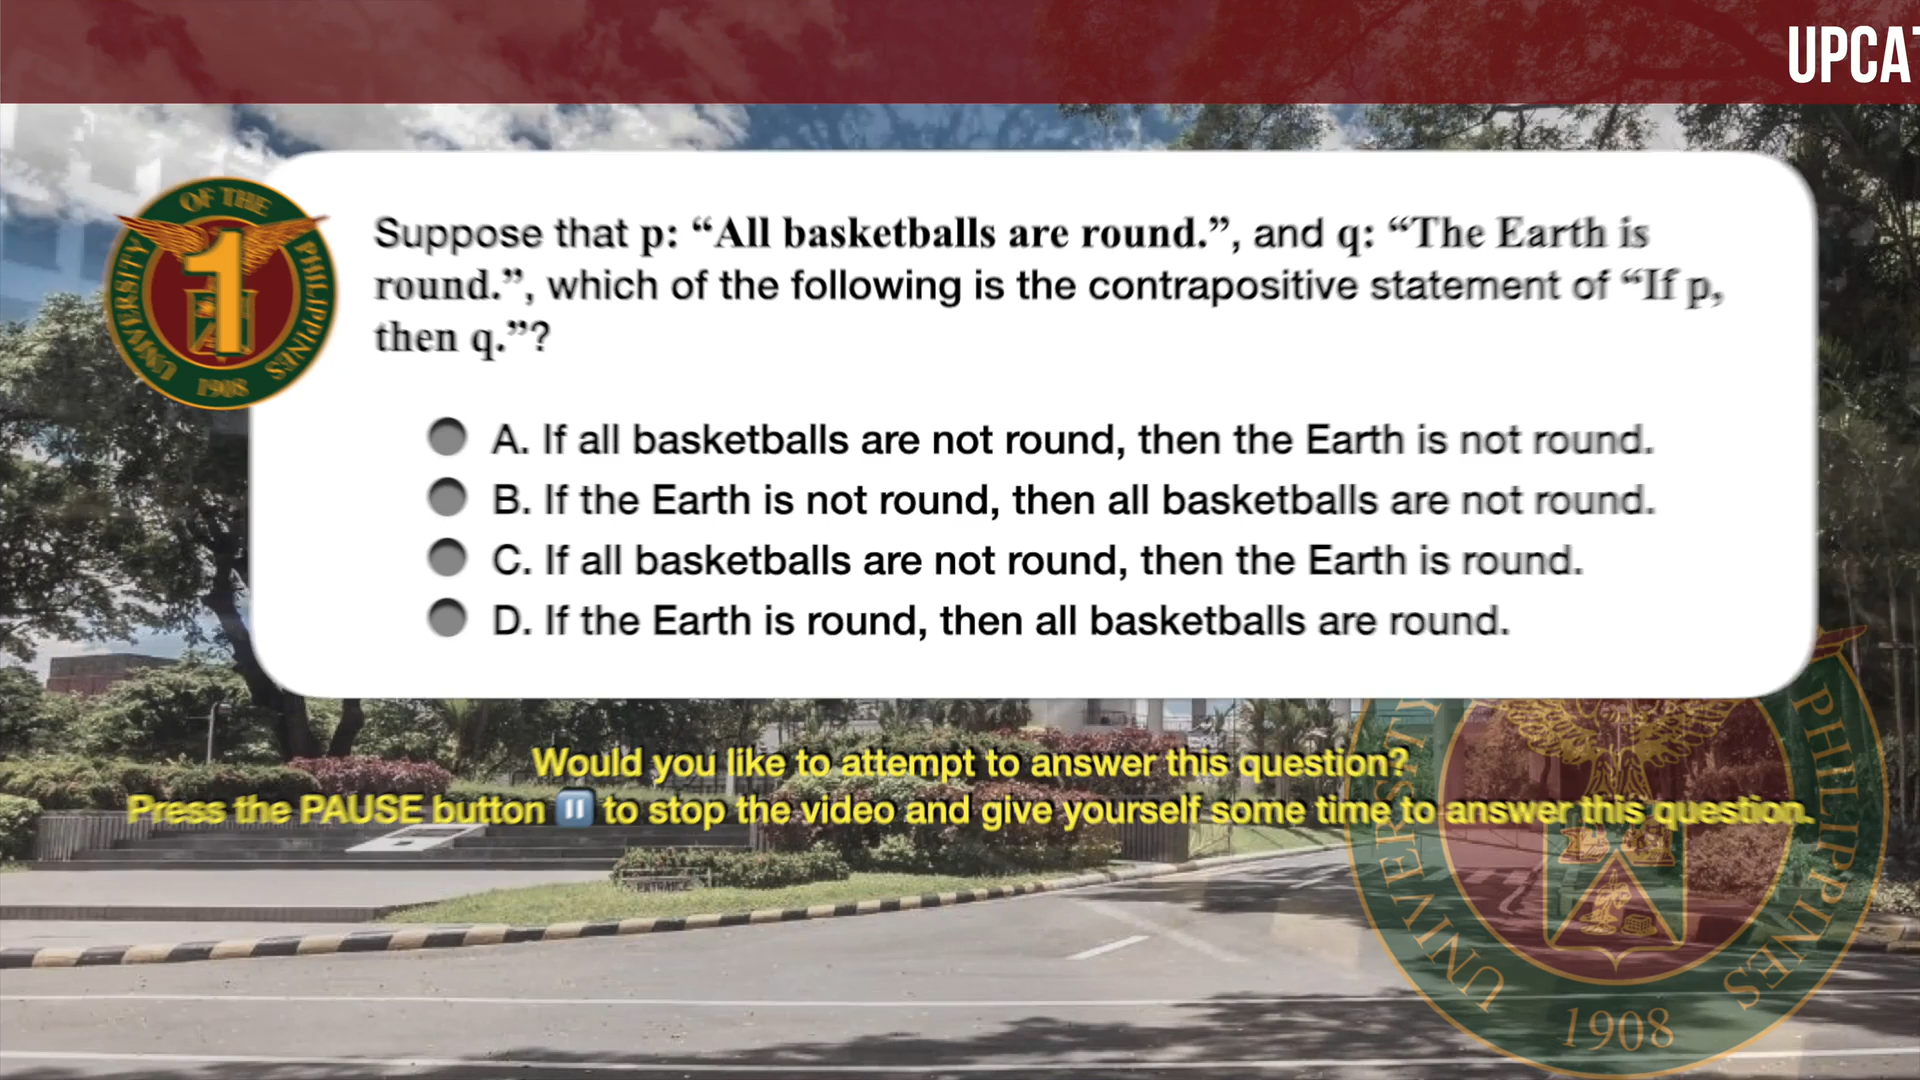 UPCAT
OF THE
UNIVERSITY
PHILIPPINES
1
1908
Suppose that p: “All basketballs are round.”, and q: “The Earth is
round.”, which of the following is the contrapositive statement of “If p,
then q.”?
A. If all basketballs are not round, then the Earth is not round.
B. If the Earth is not round, then all basketballs are not round.
C. If all basketballs are not round, then the Earth is round.
D. If the Earth is round, then all basketballs are round.
Would you like to attempt to answer this question?
Press the PAUSE button ⏸ to stop the video and give yourself some time to answer this question.
ENTRANCE
UNIVERSITY
PHILIPPINES
1908